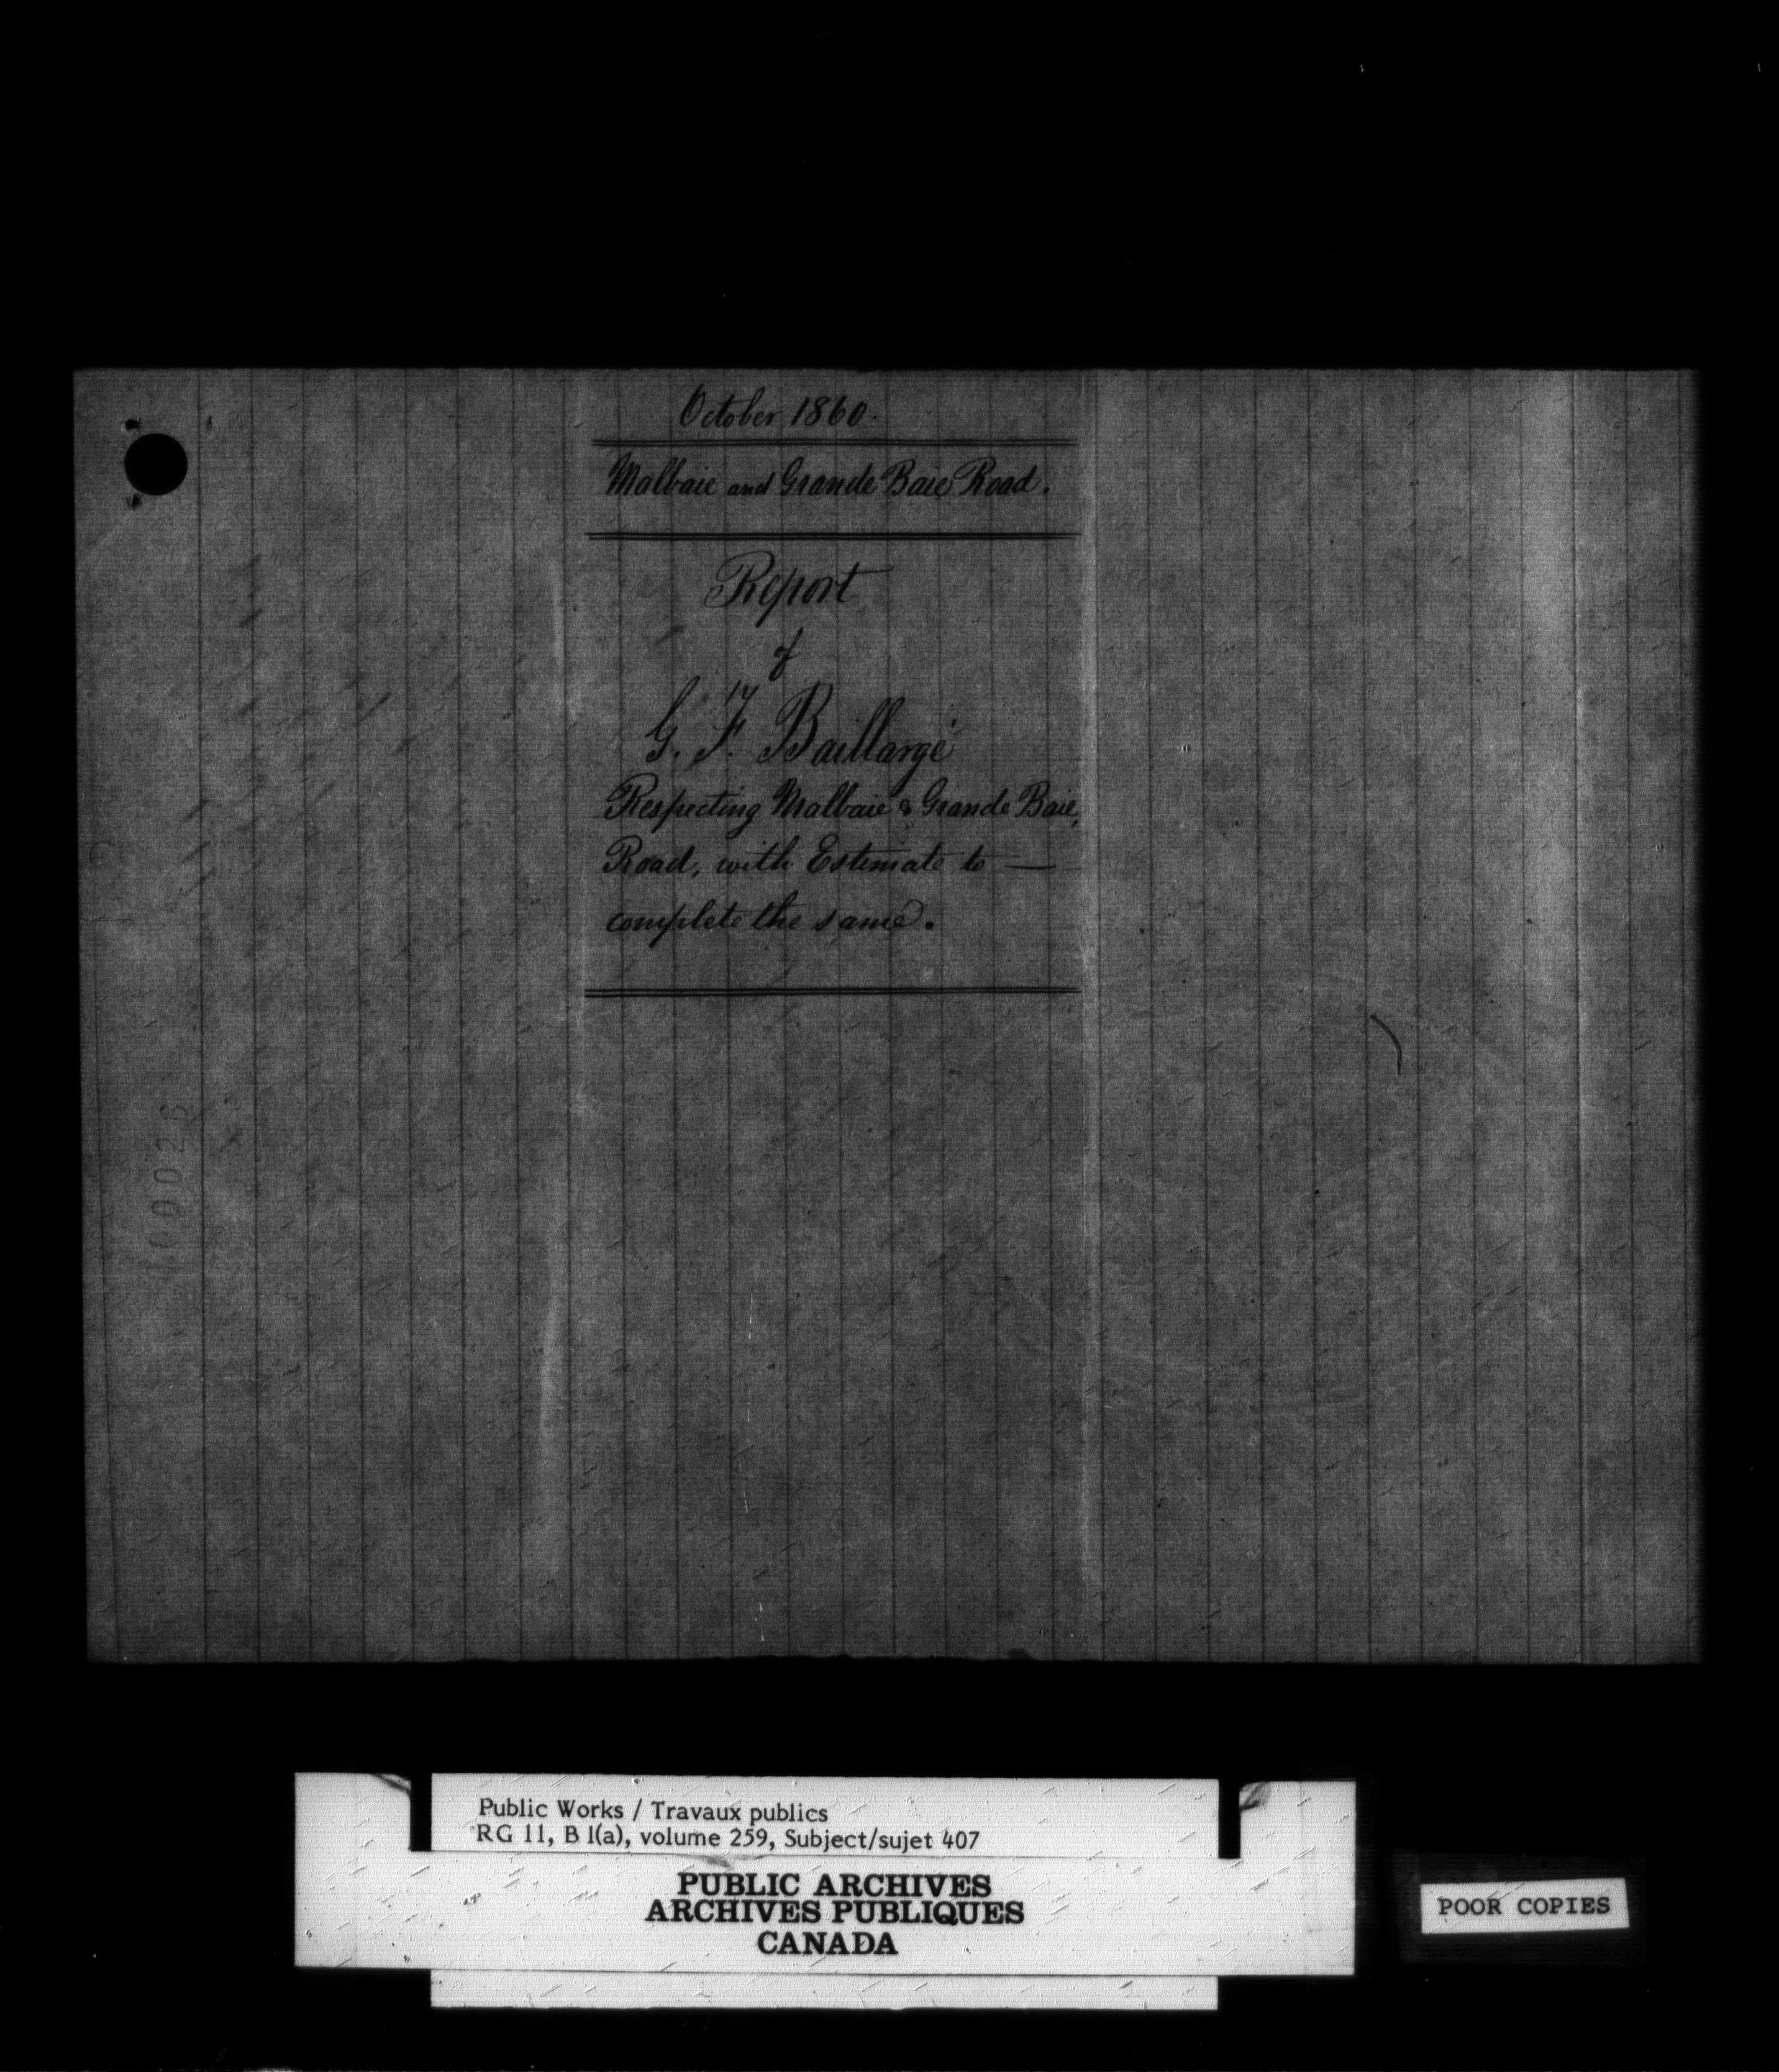 October 1860.
Malbaie and Grande Baie Road.
Report
of
G. F. Baillargé
Respecting Malbaie & Grande Baie,
Road, with Estimate to —
complete the same.
00026
Public Works / Travaux publics
RG 11, B 1(a), volume 259, Subject/sujet 407
PUBLIC ARCHIVES
ARCHIVES PUBLIQUES
CANADA
POOR COPIES